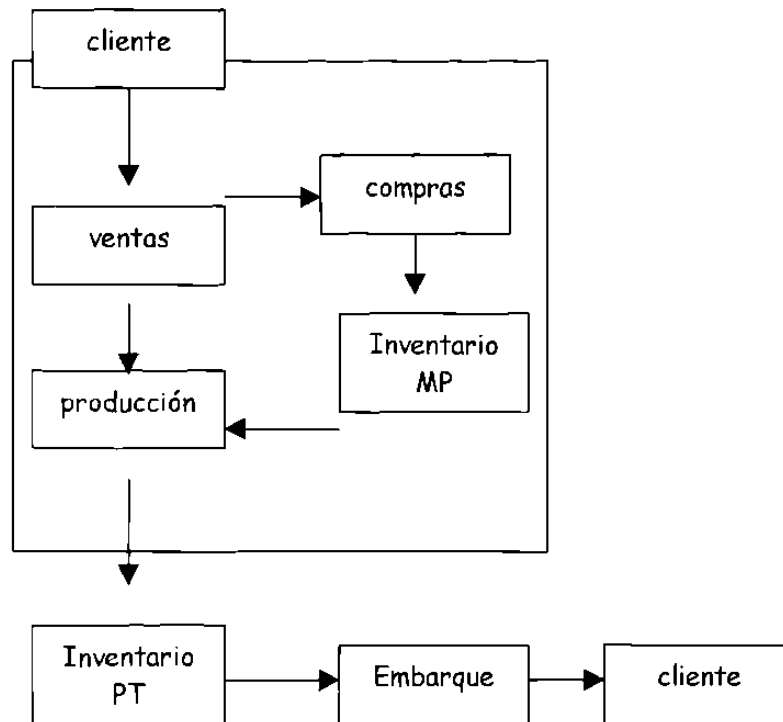 cliente
compras
ventas
Inventario
MP
producción
Inventario
PT
Embarque
cliente